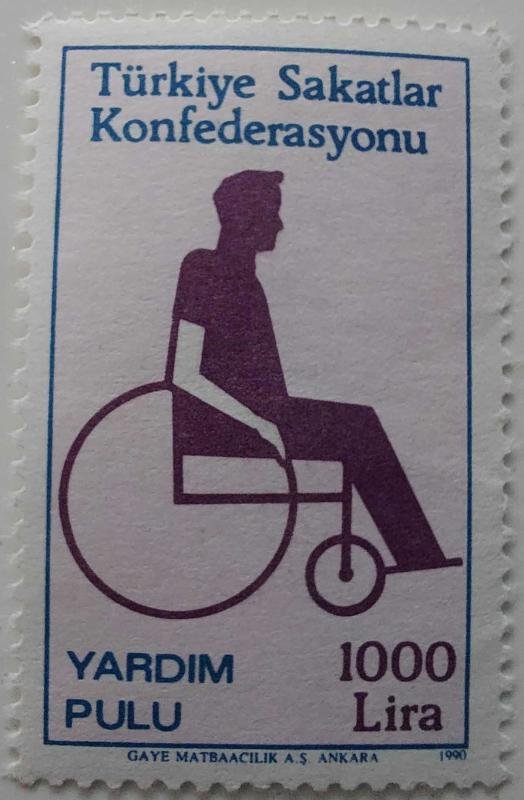 Türkiye Sakatlar
Konfederasyonu
YARDIM
PULU
1000
Lira
GAYE MATBAACILIK A.Ş. ANKARA
1990